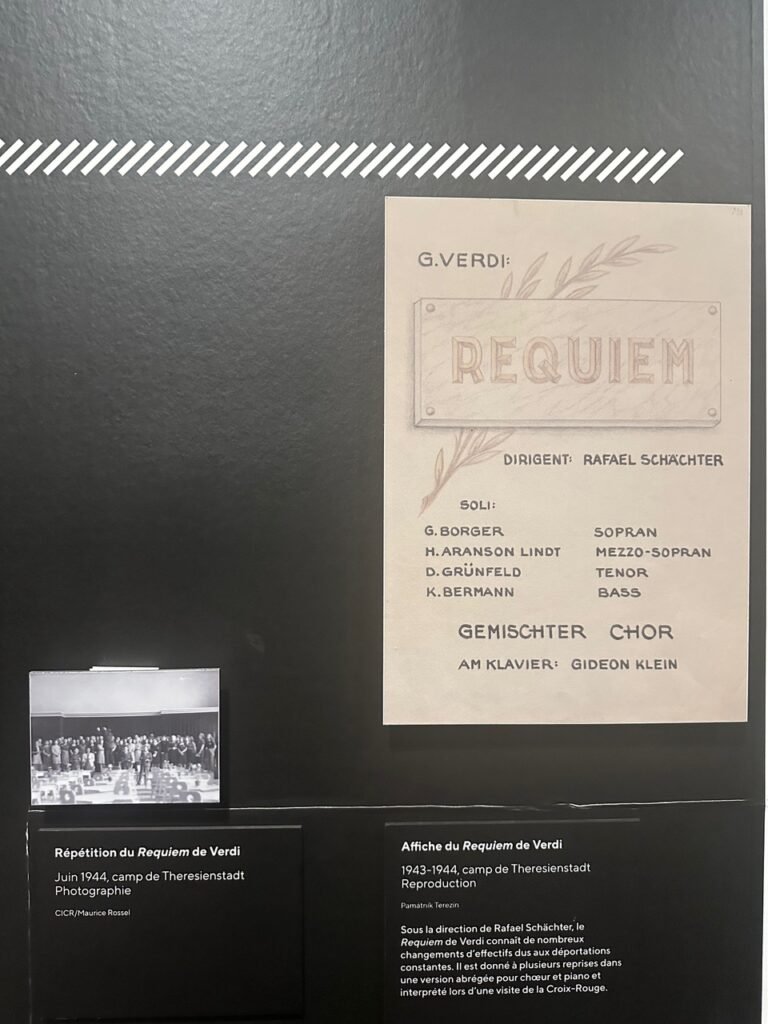 G.VERDI:
REQUIEM
DIRIGENT: RAFAEL SCHÄCHTER
SOLI:
G. BORGER SOPRAN
H. ARANSON LINDT MEZZO-SOPRAN
D. GRÜNFELD TENOR
K. BERMANN BASS
GEMISCHTER CHOR
AM KLAVIER: GIDEON KLEIN
Répétition du Requiem de Verdi
Juin 1944, camp de Theresienstadt
Photographie
CICR/Maurice Rossel
Affiche du Requiem de Verdi
1943-1944, camp de Theresienstadt
Reproduction
Památník Terezín
Sous la direction de Rafael Schächter, le
Requiem de Verdi connaît de nombreux
changements d'effectifs dus aux déportations
constantes. Il est donné à plusieurs reprises dans
une version abrégée pour chœur et piano et
interprété lors d'une visite de la Croix-Rouge.